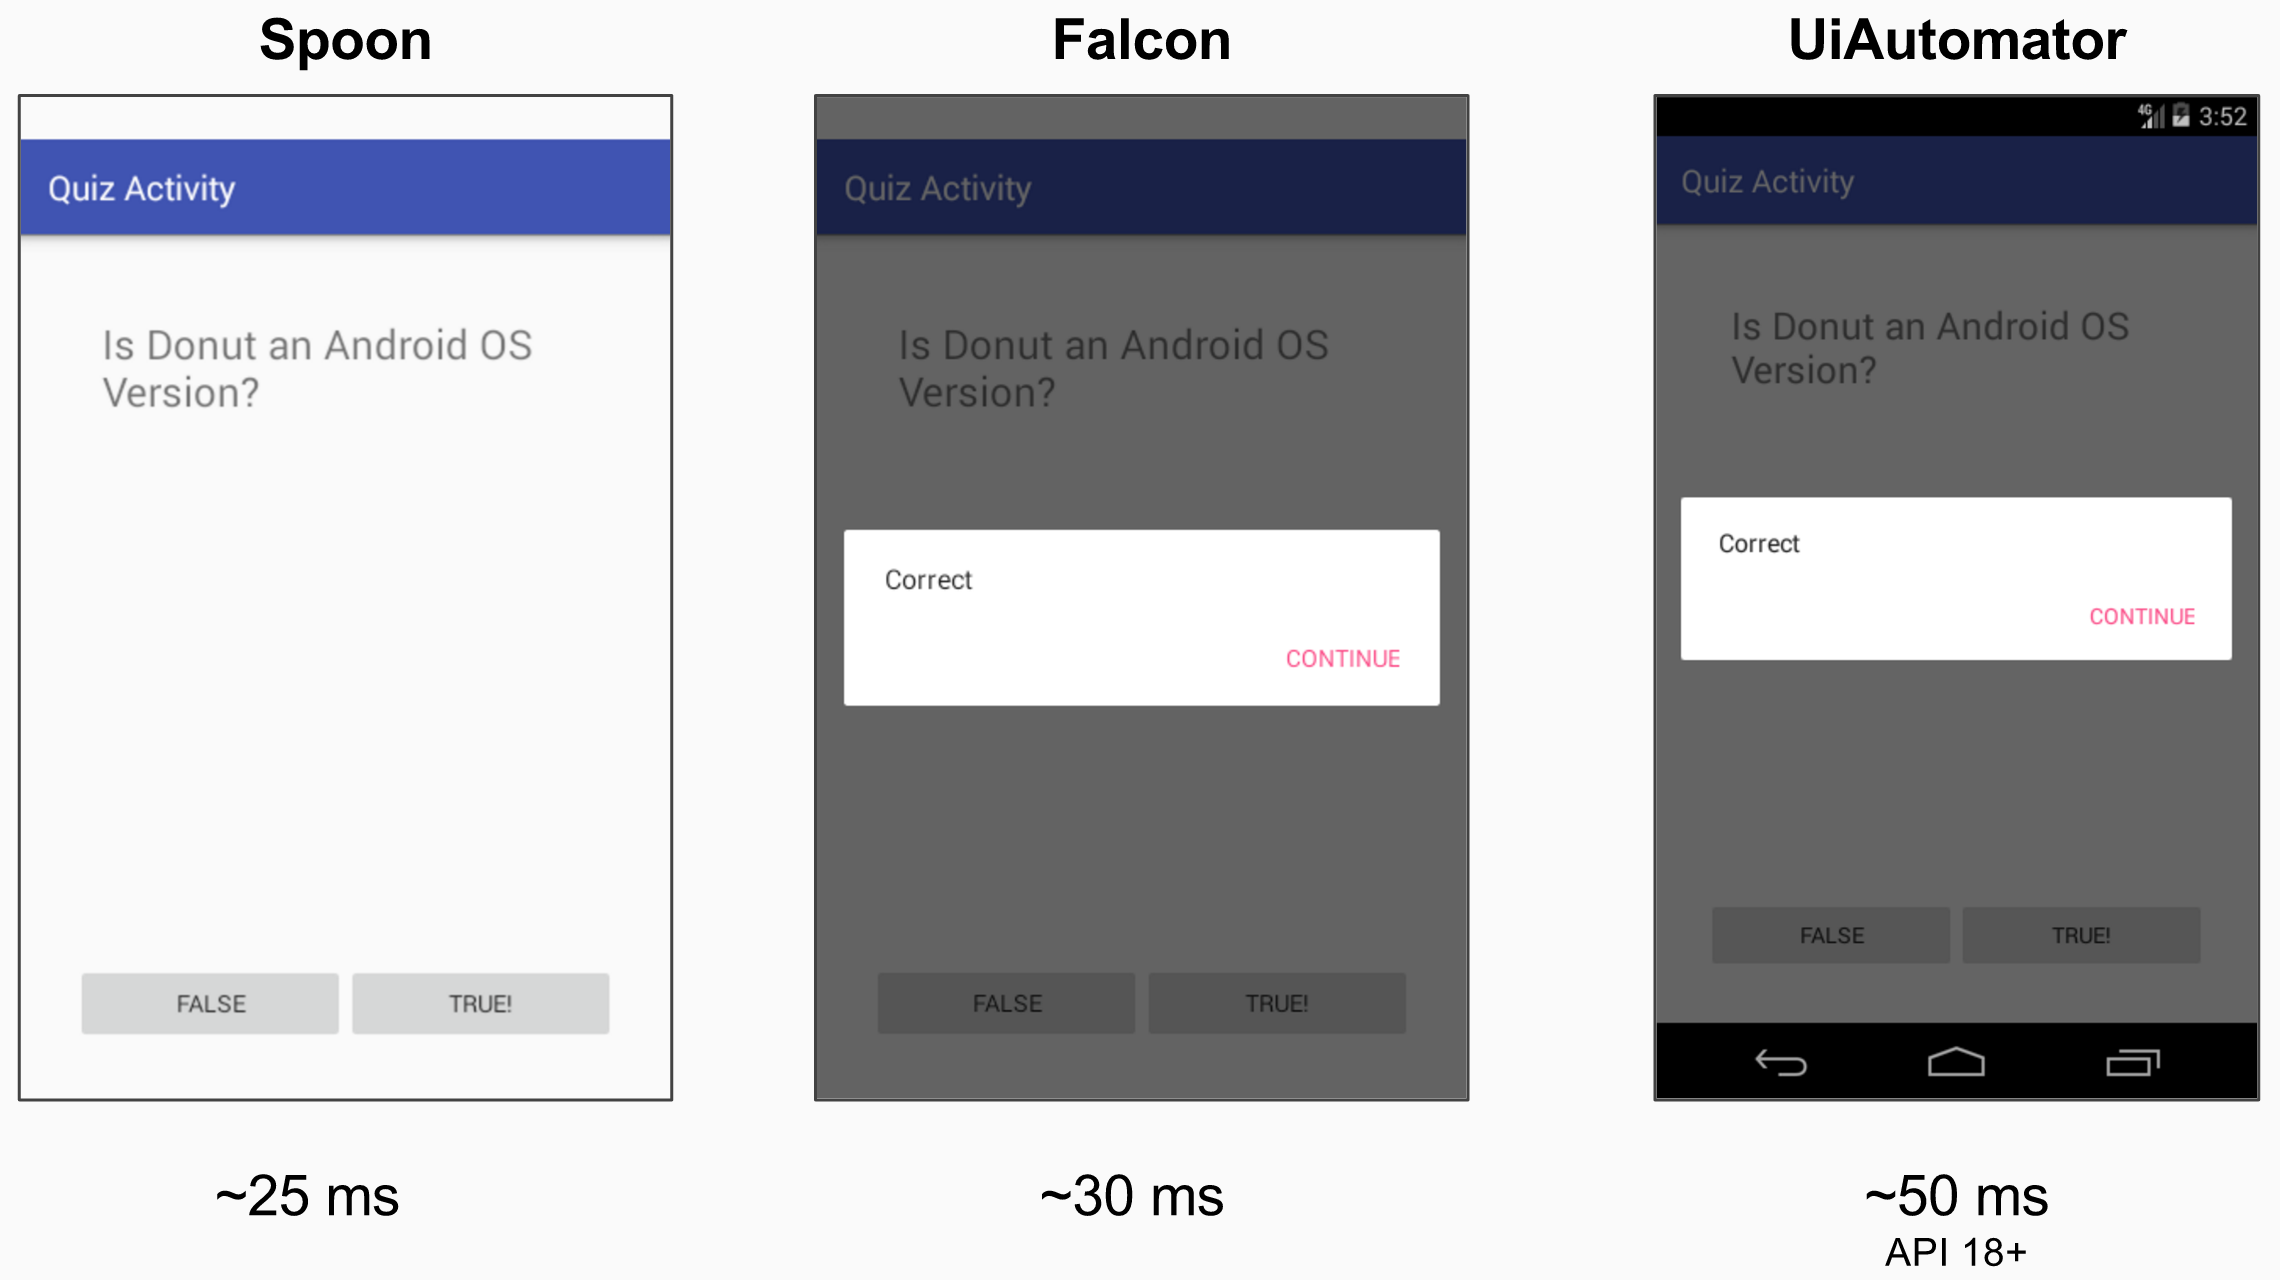 Spoon
Quiz Activity
Is Donut an Android OS
Version?
FALSE
TRUE!
~25 ms
Falcon
Quiz Activity
Is Donut an Android OS
Version?
Correct
CONTINUE
FALSE
TRUE!
~30 ms
UiAutomator
4G 3:52
Quiz Activity
Is Donut an Android OS
Version?
Correct
CONTINUE
FALSE
TRUE!
~50 ms
API 18+